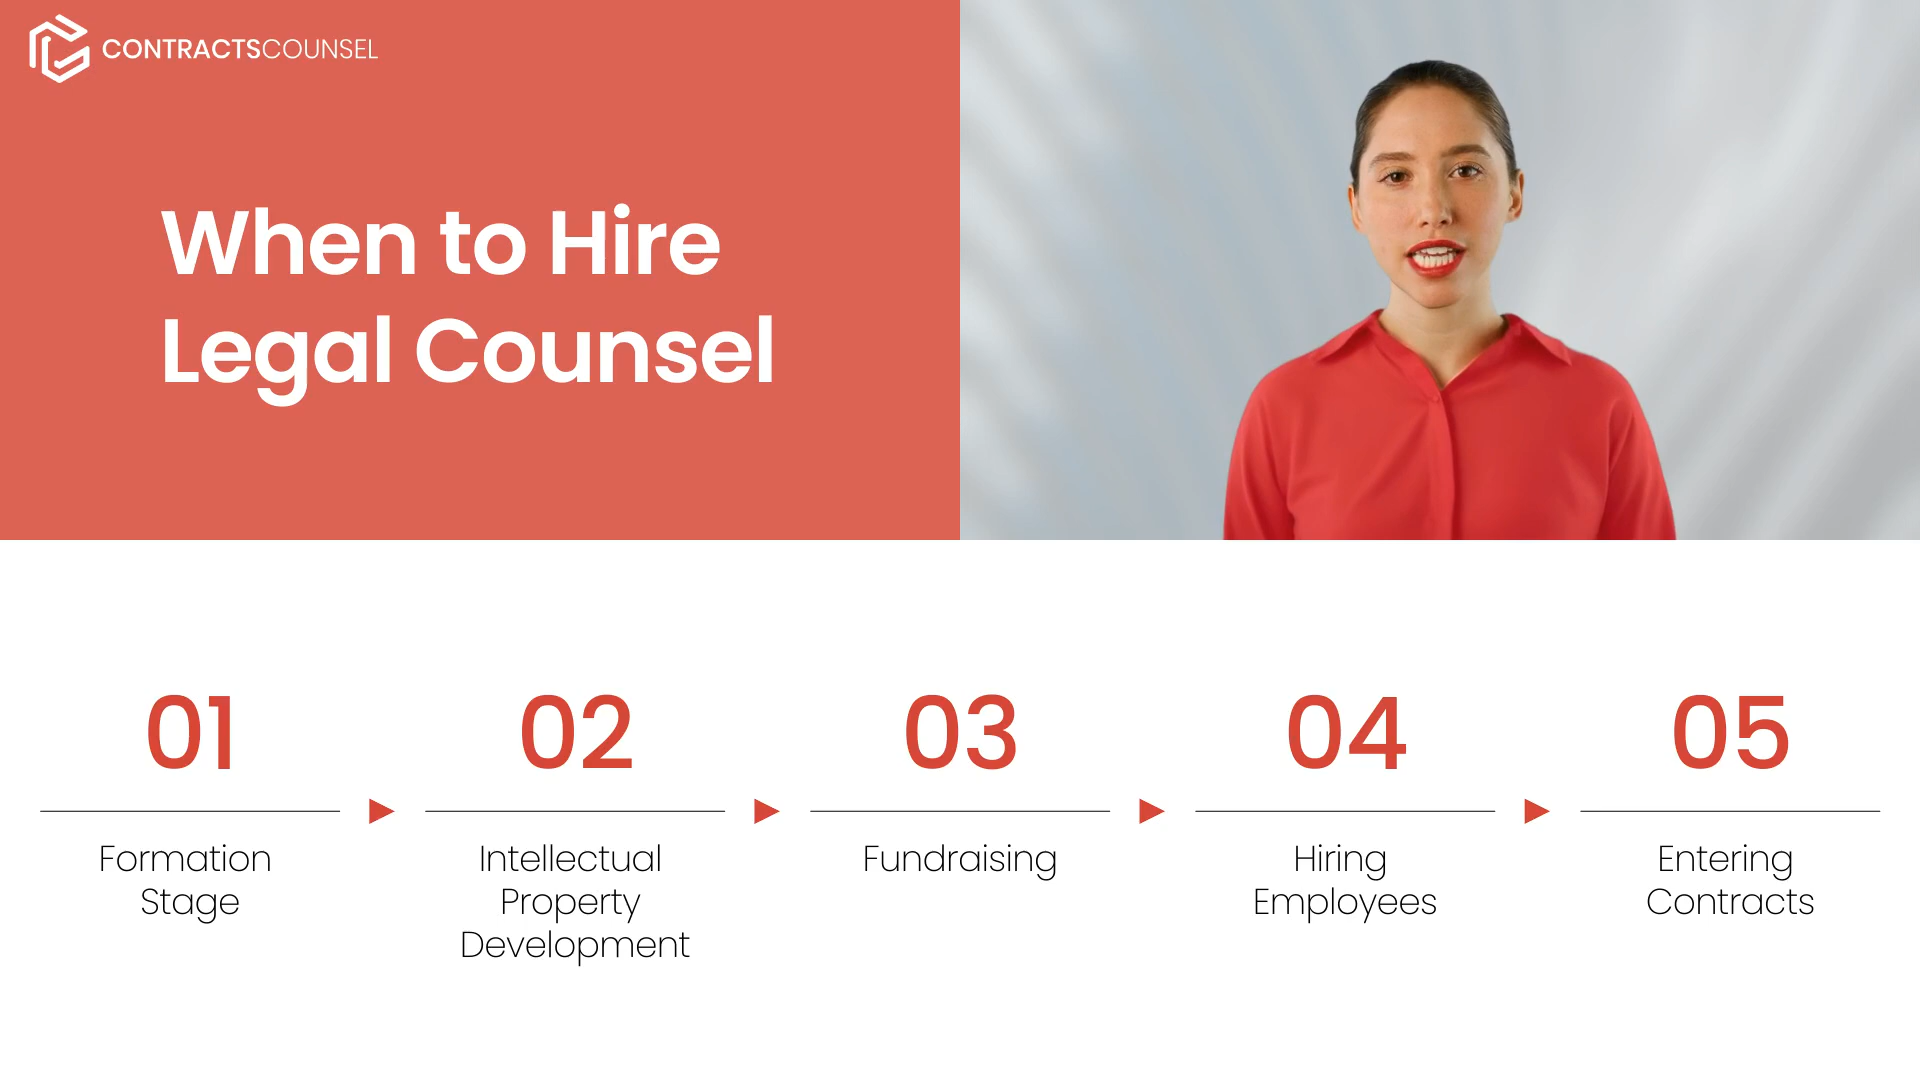 CONTRACTSCOUNSEL
When to Hire
Legal Counsel
01
Formation
Stage
02
Intellectual
Property
Development
03
Fundraising
04
Hiring
Employees
05
Entering
Contracts